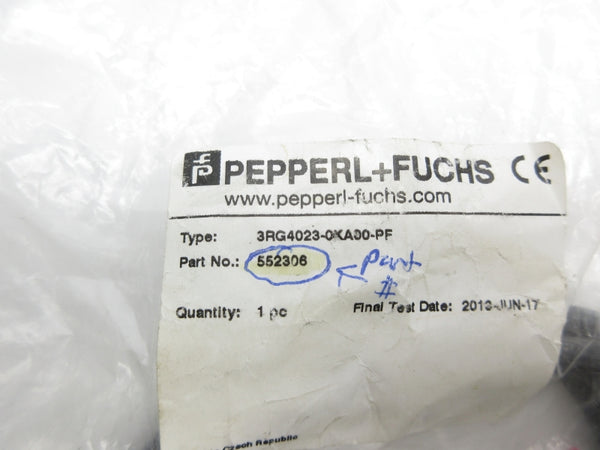 PEPPERL+FUCHS CE
www.pepperl-fuchs.com
Type: 3RG4023-0KA00-PF
Part No.: 552306
Part
#
Quantity: 1 pc
Final Test Date: 2013-JUN-17
Czech Republic